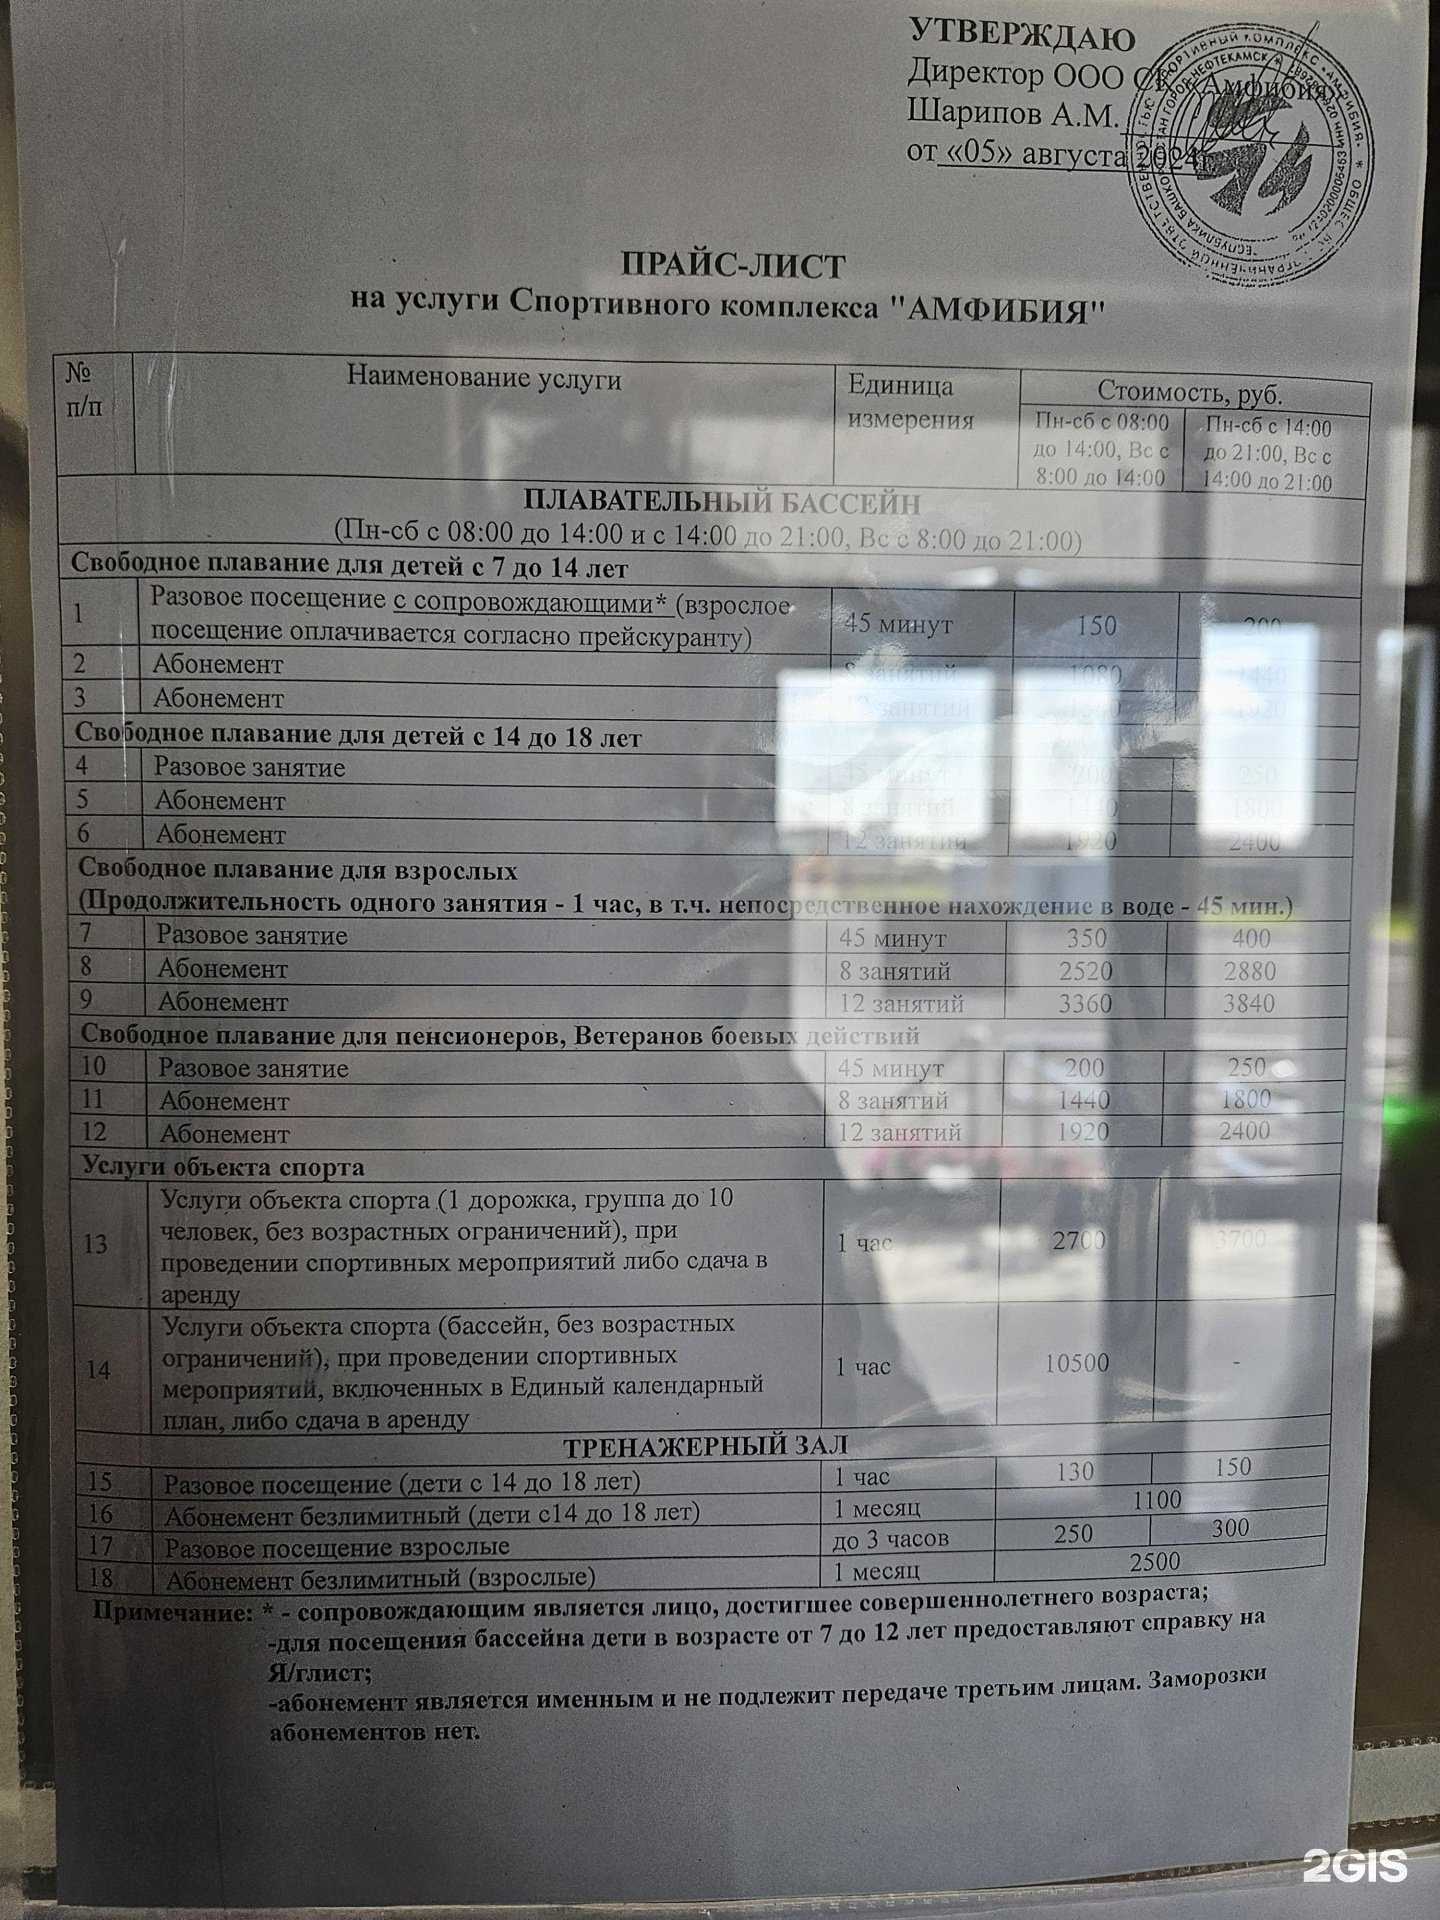 УТВЕРЖДАЮ
Директор ООО СК «Амфибия»
Шарипов А.М.
от «05» августа 2024г.
ПРАЙС-ЛИСТ
на услуги Спортивного комплекса "АМФИБИЯ"
№ п/п Наименование услуги Единица измерения Стоимость, руб.
Пн-сб с 08:00 до 14:00, Вс с 8:00 до 14:00 Пн-сб с 14:00 до 21:00, Вс с 14:00 до 21:00
ПЛАВАТЕЛЬНЫЙ БАССЕЙН
(Пн-сб с 08:00 до 14:00 и с 14:00 до 21:00, Вс с 8:00 до 21:00)
Свободное плавание для детей с 7 до 14 лет
1 Разовое посещение с сопровождающими* (взрослое 45 минут 150 200
посещение оплачивается согласно прейскуранту)
2 Абонемент 8 занятий 1080 1440
3 Абонемент 12 занятий 1920
Свободное плавание для детей с 14 до 18 лет
4 Разовое занятие 45 минут 200 250
5 Абонемент 8 занятий 1440 1800
6 Абонемент 12 занятий 1920 2400
Свободное плавание для взрослых
(Продолжительность одного занятия - 1 час, в т.ч. непосредственное нахождение в воде - 45 мин.)
7 Разовое занятие 45 минут 350 400
8 Абонемент 8 занятий 2520 2880
9 Абонемент 12 занятий 3360 3840
Свободное плавание для пенсионеров, Ветеранов боевых действий
10 Разовое занятие 45 минут 200 250
11 Абонемент 8 занятий 1440 1800
12 Абонемент 12 занятий 1920 2400
Услуги объекта спорта
13 Услуги объекта спорта (1 дорожка, группа до 10 1 час 2700 3700
человек, без возрастных ограничений), при
проведении спортивных мероприятий либо сдача в
аренду
14 Услуги объекта спорта (бассейн, без возрастных 1 час 10500 -
ограничений), при проведении спортивных
мероприятий, включенных в Единый календарный
план, либо сдача в аренду
ТРЕНАЖЕРНЫЙ ЗАЛ
15 Разовое посещение (дети с 14 до 18 лет) 1 час 130 150
16 Абонемент безлимитный (дети с14 до 18 лет) 1 месяц 1100
17 Разовое посещение взрослые до 3 часов 250 300
18 Абонемент безлимитный (взрослые) 1 месяц 2500
Примечание: * - сопровождающим является лицо, достигшее совершеннолетнего возраста;
-для посещения бассейна дети в возрасте от 7 до 12 лет предоставляют справку на
Я/глист;
-абонемент является именным и не подлежит передаче третьим лицам. Заморозки
абонементов нет.
2GIS